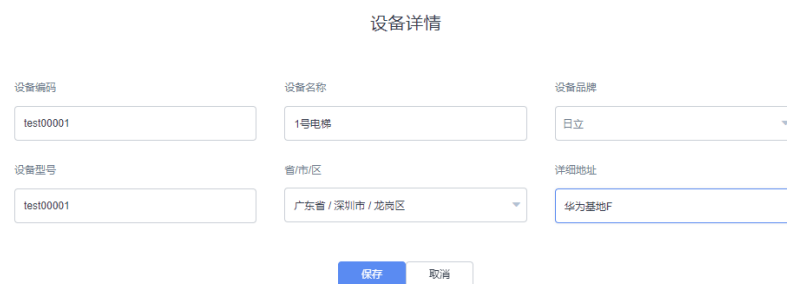 设备详情
设备编码 设备名称 设备品牌
test00001 1号电梯 日立
设备型号 省/市/区 详细地址
test00001 广东省 / 深圳市 / 龙岗区 华为基地F
保存 取消